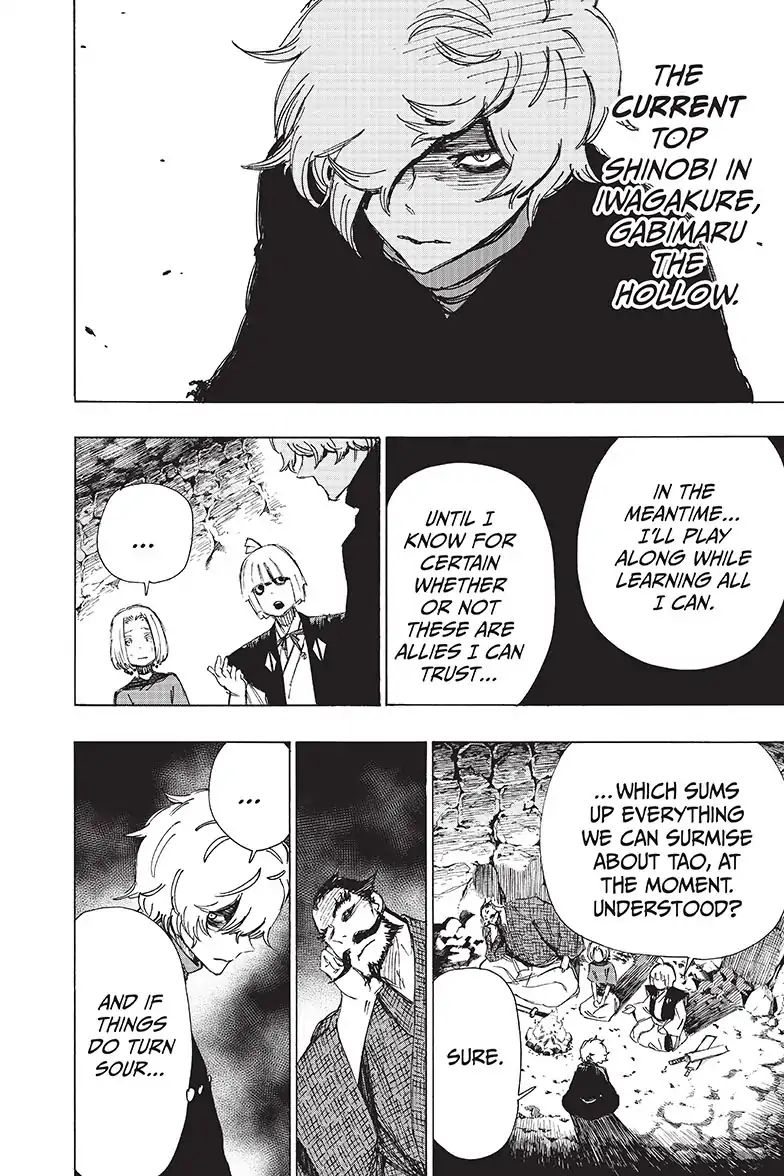 THE
CURRENT
TOP
SHINOBI IN
IWAGAKURE,
GABIMARU
THE
HOLLOW.
IN THE
MEANTIME...
I'LL PLAY
ALONG WHILE
LEARNING ALL
I CAN.
UNTIL I
KNOW FOR
CERTAIN
WHETHER
OR NOT
THESE ARE
ALLIES I CAN
TRUST...
...
...WHICH SUMS
UP EVERYTHING
WE CAN SURMISE
ABOUT TAO, AT
THE MOMENT.
UNDERSTOOD?
SURE.
...
AND IF
THINGS
DO TURN
SOUR...